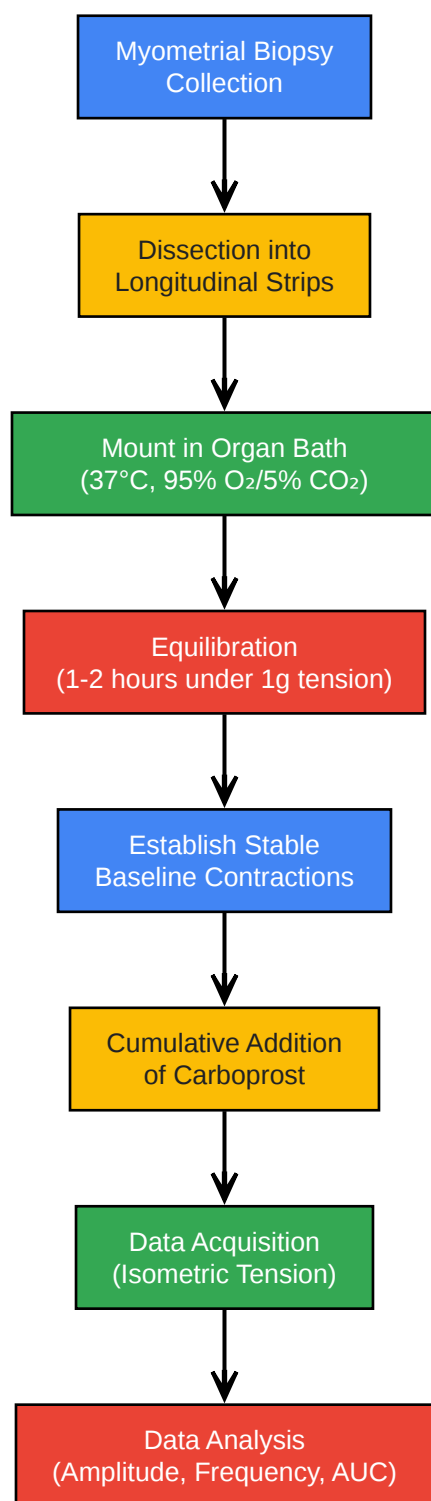 Myometrial Biopsy
Collection
Dissection into
Longitudinal Strips
Mount in Organ Bath
(37°C, 95% O₂/5% CO₂)
Equilibration
(1-2 hours under 1g tension)
Establish Stable
Baseline Contractions
Cumulative Addition
of Carboprost
Data Acquisition
(Isometric Tension)
Data Analysis
(Amplitude, Frequency, AUC)